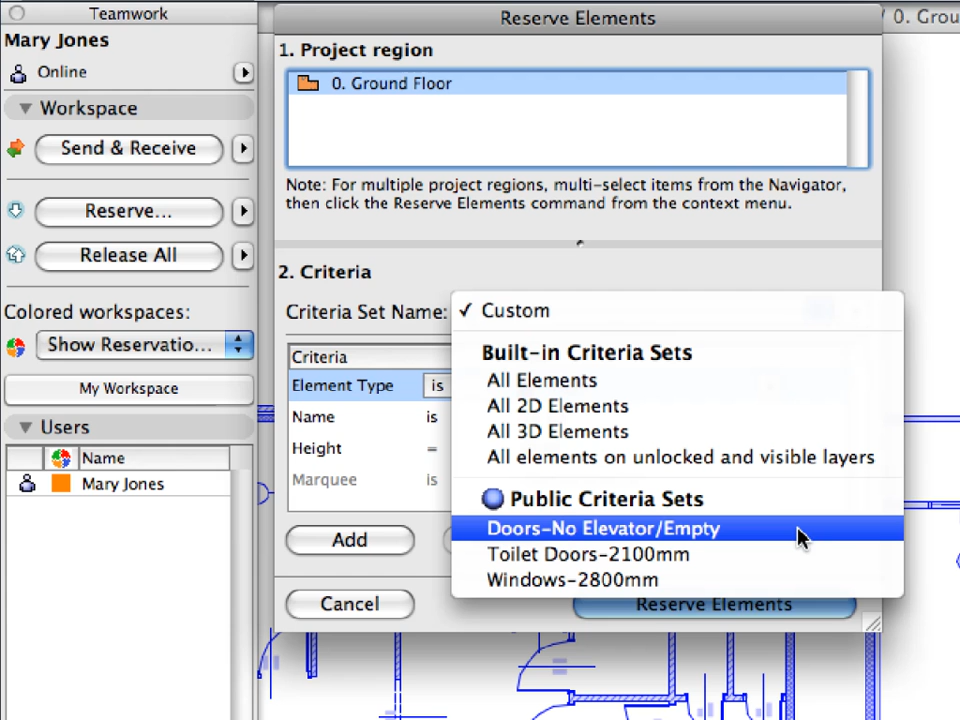 Teamwork
Mary Jones
Online
Workspace
Send & Receive
Reserve...
Release All
Colored workspaces:
Show Reservatio...
My Workspace
Users
Name
Mary Jones
Reserve Elements
1. Project region
0. Ground Floor
Note: For multiple project regions, multi-select items from the Navigator,
then click the Reserve Elements command from the context menu.
2. Criteria
Criteria Set Name:
Criteria
Element Type is
Name is
Height =
Marquee is
Add
Cancel
Reserve Elements
✓ Custom
Built-in Criteria Sets
All Elements
All 2D Elements
All 3D Elements
All elements on unlocked and visible layers
Public Criteria Sets
Doors-No Elevator/Empty
Toilet Doors-2100mm
Windows-2800mm
0. Grou